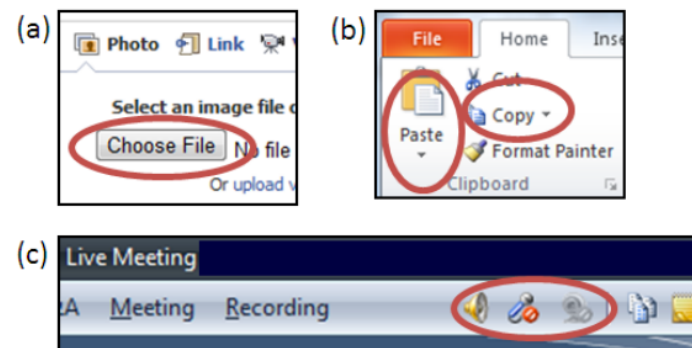 (a)
Photo Link
Select an image file
Choose File No file
Or upload
(b)
File Home Inse
Cut
Copy
Paste
Format Painter
Clipboard
(c)
Live Meeting
&A Meeting Recording